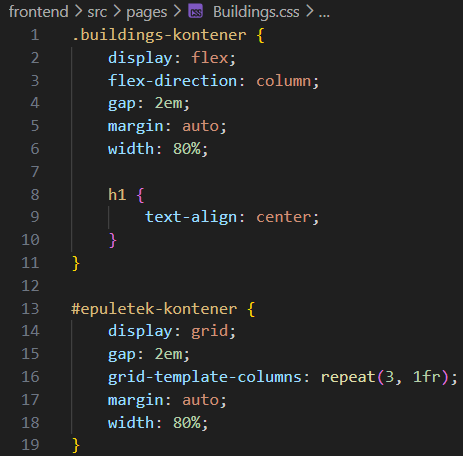 frontend > src > pages > Buildings.css > ...
1 .buildings-kontener {
2     display: flex;
3     flex-direction: column;
4     gap: 2em;
5     margin: auto;
6     width: 80%;
7
8     h1 {
9         text-align: center;
10     }
11 }
12
13 #epuletek-kontener {
14     display: grid;
15     gap: 2em;
16     grid-template-columns: repeat(3, 1fr);
17     margin: auto;
18     width: 80%;
19 }